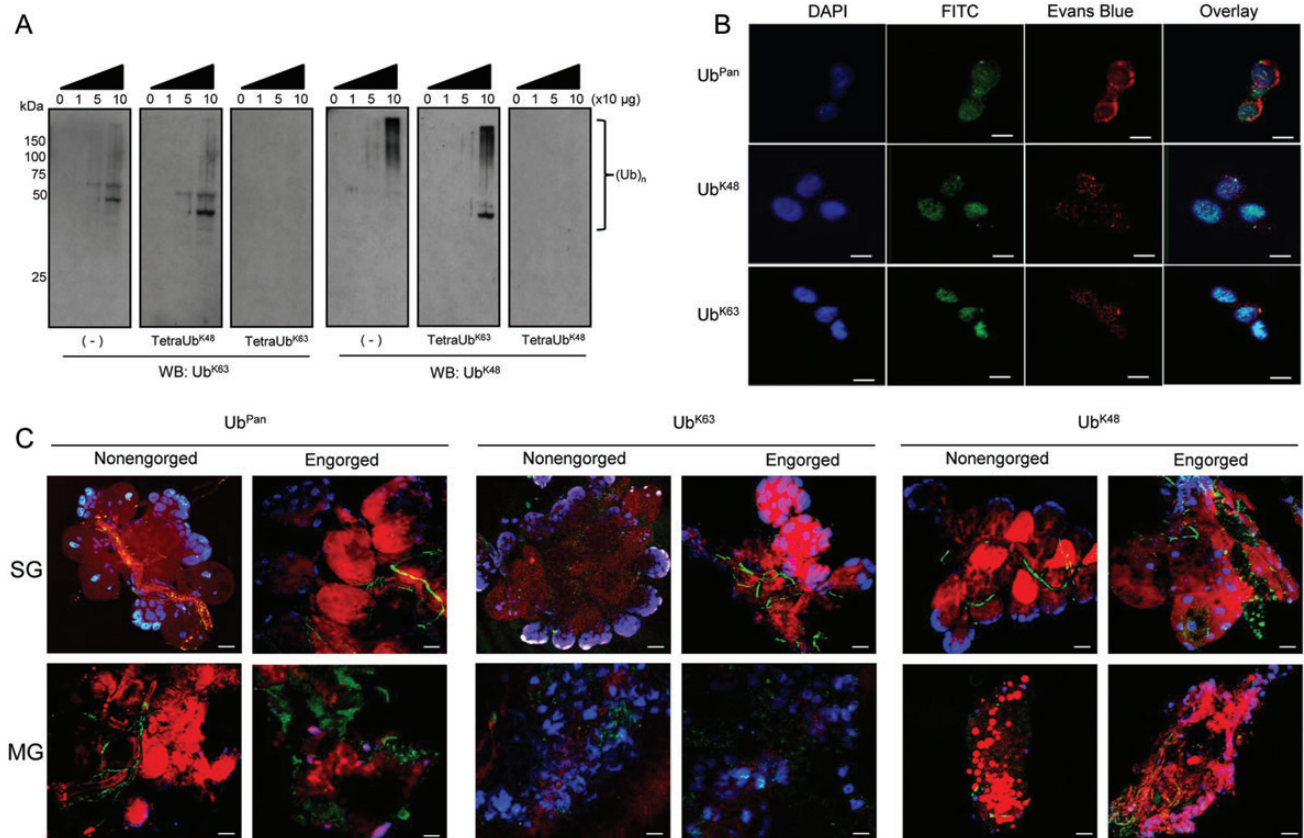 A
0 1 5 10 0 1 5 10 0 1 5 10 0 1 5 10 0 1 5 10 0 1 5 10 (x10 µg)
kDa
150
100
75
50
25
(Ub)n
(-) TetraUbK48 TetraUbK63 (-) TetraUbK63 TetraUbK48
WB: UbK63 WB: UbK48
B
DAPI FITC Evans Blue Overlay
UbPan
UbK48
UbK63
C
UbPan UbK63 UbK48
Nonengorged Engorged Nonengorged Engorged Nonengorged Engorged
SG
MG